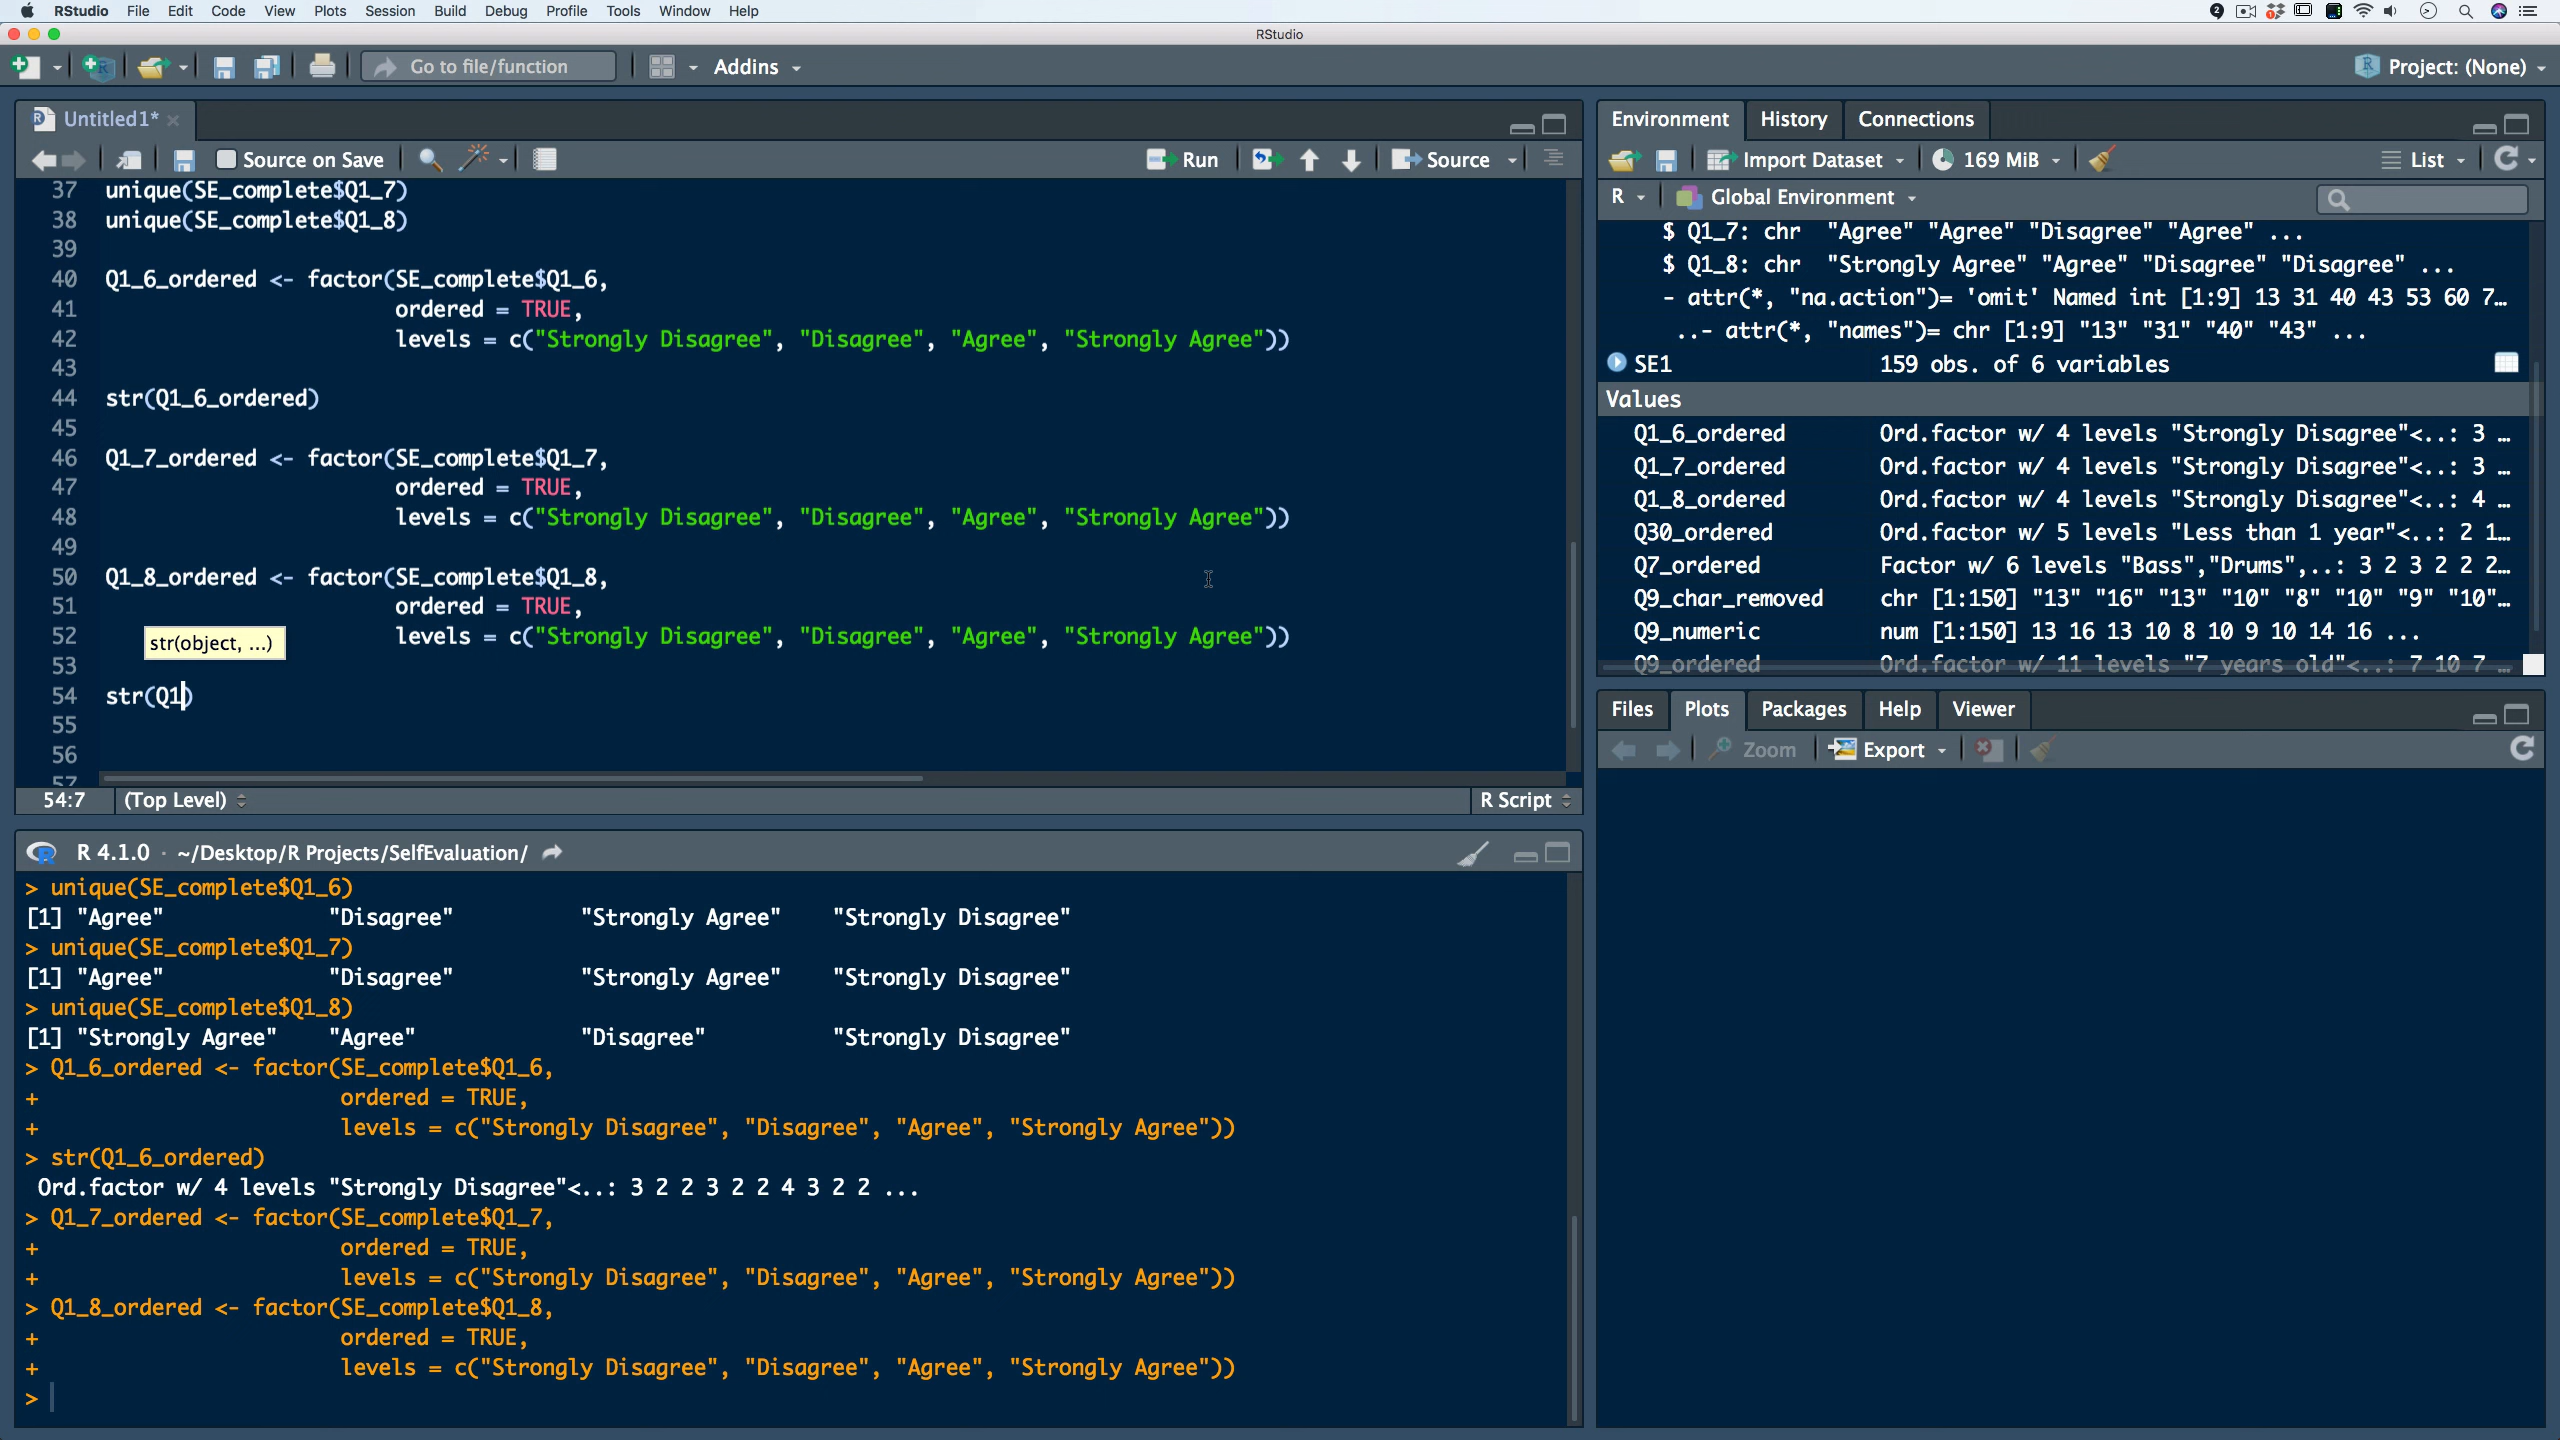 RStudio File Edit Code View Plots Session Build Debug Profile Tools Window Help
RStudio
Go to file/function Addins Project: (None)
Untitled1*
Source on Save Run Source
37 unique(SE_complete$Q1_7)
38 unique(SE_complete$Q1_8)
39
40 Q1_6_ordered <- factor(SE_complete$Q1_6,
41 ordered = TRUE,
42 levels = c("Strongly Disagree", "Disagree", "Agree", "Strongly Agree"))
43
44 str(Q1_6_ordered)
45
46 Q1_7_ordered <- factor(SE_complete$Q1_7,
47 ordered = TRUE,
48 levels = c("Strongly Disagree", "Disagree", "Agree", "Strongly Agree"))
49
50 Q1_8_ordered <- factor(SE_complete$Q1_8,
51 ordered = TRUE,
52 levels = c("Strongly Disagree", "Disagree", "Agree", "Strongly Agree"))
str(object, ...)
53
54 str(Q1)
55
56
57
54:7 (Top Level) R Script
R 4.1.0 · ~/Desktop/R Projects/SelfEvaluation/
> unique(SE_complete$Q1_6)
[1] "Agree" "Disagree" "Strongly Agree" "Strongly Disagree"
> unique(SE_complete$Q1_7)
[1] "Agree" "Disagree" "Strongly Agree" "Strongly Disagree"
> unique(SE_complete$Q1_8)
[1] "Strongly Agree" "Agree" "Disagree" "Strongly Disagree"
> Q1_6_ordered <- factor(SE_complete$Q1_6,
+ ordered = TRUE,
+ levels = c("Strongly Disagree", "Disagree", "Agree", "Strongly Agree"))
> str(Q1_6_ordered)
Ord.factor w/ 4 levels "Strongly Disagree"<..: 3 2 2 3 2 2 4 3 2 2 ...
> Q1_7_ordered <- factor(SE_complete$Q1_7,
+ ordered = TRUE,
+ levels = c("Strongly Disagree", "Disagree", "Agree", "Strongly Agree"))
> Q1_8_ordered <- factor(SE_complete$Q1_8,
+ ordered = TRUE,
+ levels = c("Strongly Disagree", "Disagree", "Agree", "Strongly Agree"))
>
Environment History Connections
Import Dataset 169 MiB List
R Global Environment
$ Q1_7: chr "Agree" "Agree" "Disagree" "Agree" ...
$ Q1_8: chr "Strongly Agree" "Agree" "Disagree" "Disagree" ...
- attr(*, "na.action")= 'omit' Named int [1:9] 13 31 40 43 53 60 7…
..- attr(*, "names")= chr [1:9] "13" "31" "40" "43" ...
SE1 159 obs. of 6 variables
Values
Q1_6_ordered Ord.factor w/ 4 levels "Strongly Disagree"<..: 3 …
Q1_7_ordered Ord.factor w/ 4 levels "Strongly Disagree"<..: 3 …
Q1_8_ordered Ord.factor w/ 4 levels "Strongly Disagree"<..: 4 …
Q30_ordered Ord.factor w/ 5 levels "Less than 1 year"<..: 2 1…
Q7_ordered Factor w/ 6 levels "Bass","Drums",..: 3 2 3 2 2 2…
Q9_char_removed chr [1:150] "13" "16" "13" "10" "8" "10" "9" "10"…
Q9_numeric num [1:150] 13 16 13 10 8 10 9 10 14 16 ...
Q9_ordered Ord.factor w/ 11 levels "7 years old"<..: 7 10 7 …
Files Plots Packages Help Viewer
Zoom Export